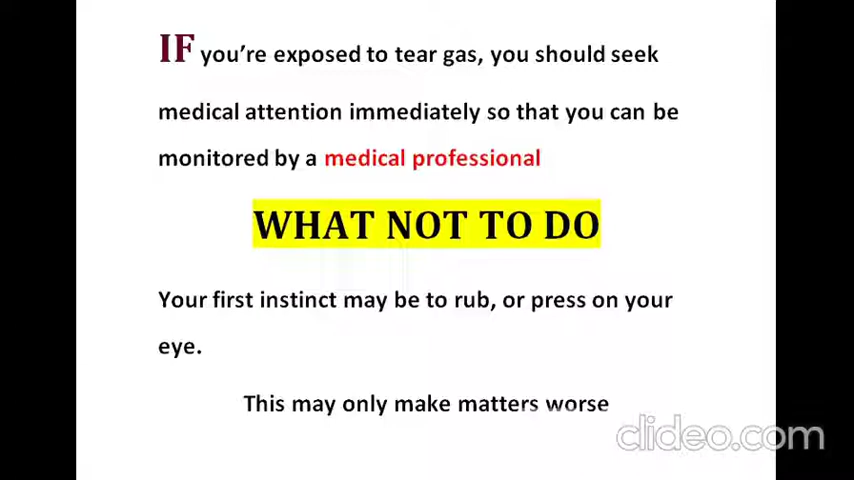 IF you’re exposed to tear gas, you should seek
medical attention immediately so that you can be
monitored by a medical professional
WHAT NOT TO DO
Your first instinct may be to rub, or press on your
eye.
This may only make matters worse
clideo.com